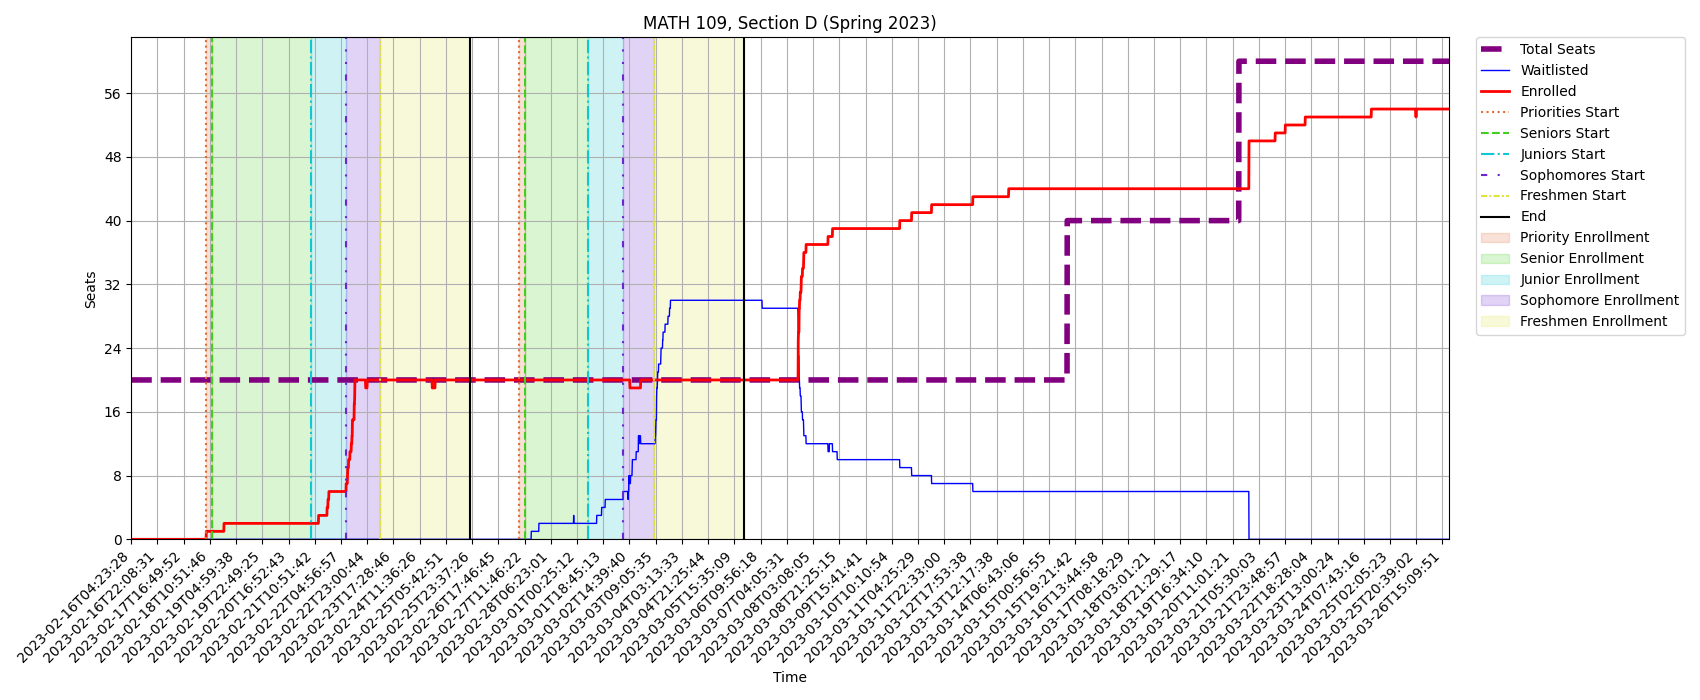 MATH 109, Section D (Spring 2023)
Seats
56
48
40
32
24
16
8
0
2023-02-16T04:23:28
2023-02-16T22:08:31
2023-02-17T16:49:52
2023-02-18T10:51:46
2023-02-19T04:59:38
2023-02-19T22:49:25
2023-02-20T16:52:43
2023-02-21T10:51:42
2023-02-22T04:56:57
2023-02-22T23:00:44
2023-02-23T17:28:46
2023-02-24T11:36:26
2023-02-25T05:42:51
2023-02-25T23:37:26
2023-02-26T17:46:45
2023-02-27T11:46:22
2023-02-28T06:23:01
2023-03-01T00:25:12
2023-03-01T18:45:13
2023-03-02T14:39:40
2023-03-03T09:05:35
2023-03-04T03:13:33
2023-03-04T21:25:44
2023-03-05T15:35:09
2023-03-06T09:56:18
2023-03-07T04:05:31
2023-03-08T03:08:05
2023-03-08T21:25:15
2023-03-09T15:41:41
2023-03-10T10:10:54
2023-03-11T04:25:29
2023-03-11T22:33:00
2023-03-12T17:53:38
2023-03-13T12:17:38
2023-03-14T06:43:06
2023-03-15T00:56:55
2023-03-15T19:21:42
2023-03-16T13:44:58
2023-03-17T08:18:29
2023-03-18T03:01:21
2023-03-18T21:29:17
2023-03-19T16:34:10
2023-03-20T11:01:21
2023-03-21T05:30:03
2023-03-21T23:48:57
2023-03-22T18:28:04
2023-03-23T13:00:24
2023-03-24T07:43:16
2023-03-25T02:05:23
2023-03-25T20:39:02
2023-03-26T15:09:51
Time
Total Seats
Waitlisted
Enrolled
Priorities Start
Seniors Start
Juniors Start
Sophomores Start
Freshmen Start
End
Priority Enrollment
Senior Enrollment
Junior Enrollment
Sophomore Enrollment
Freshmen Enrollment